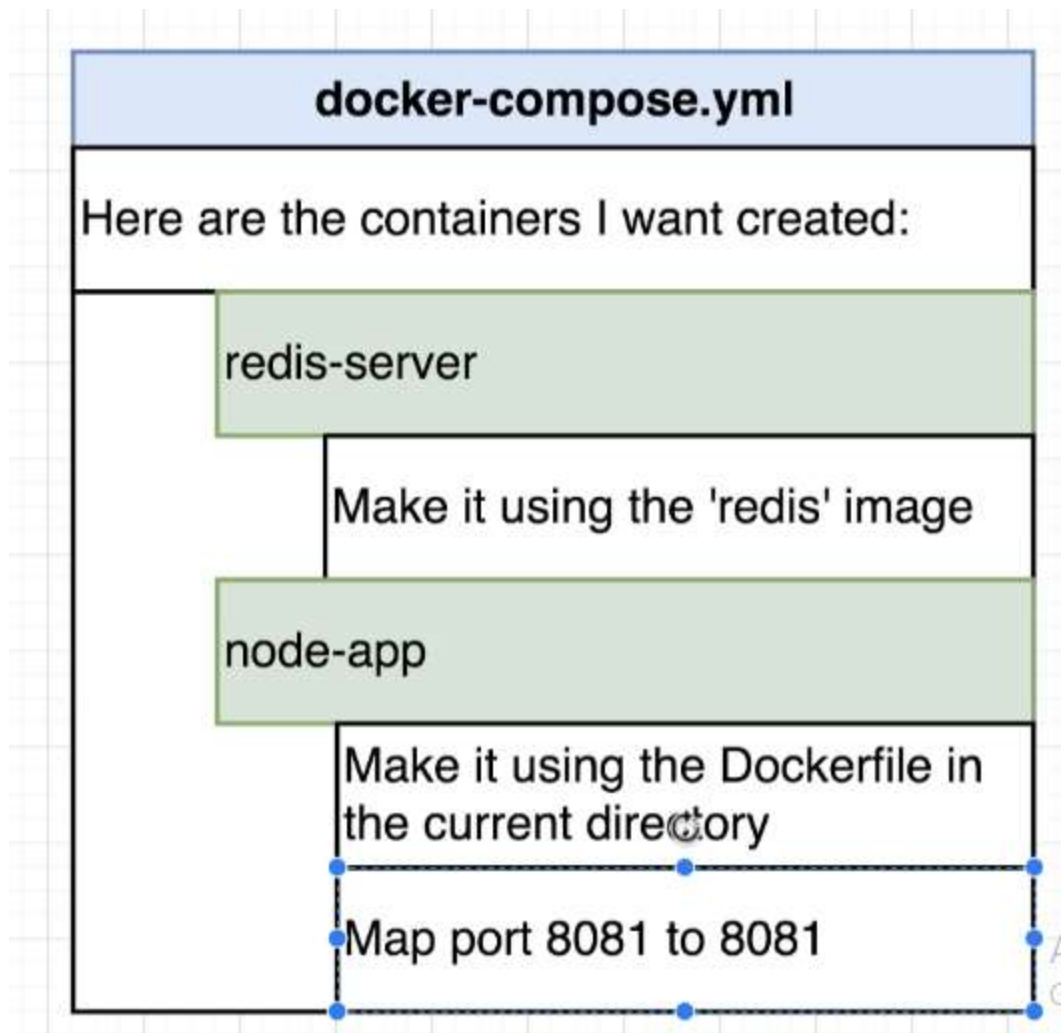 docker-compose.yml
Here are the containers I want created:
redis-server
Make it using the 'redis' image
node-app
Make it using the Dockerfile in
the current directory
Map port 8081 to 8081